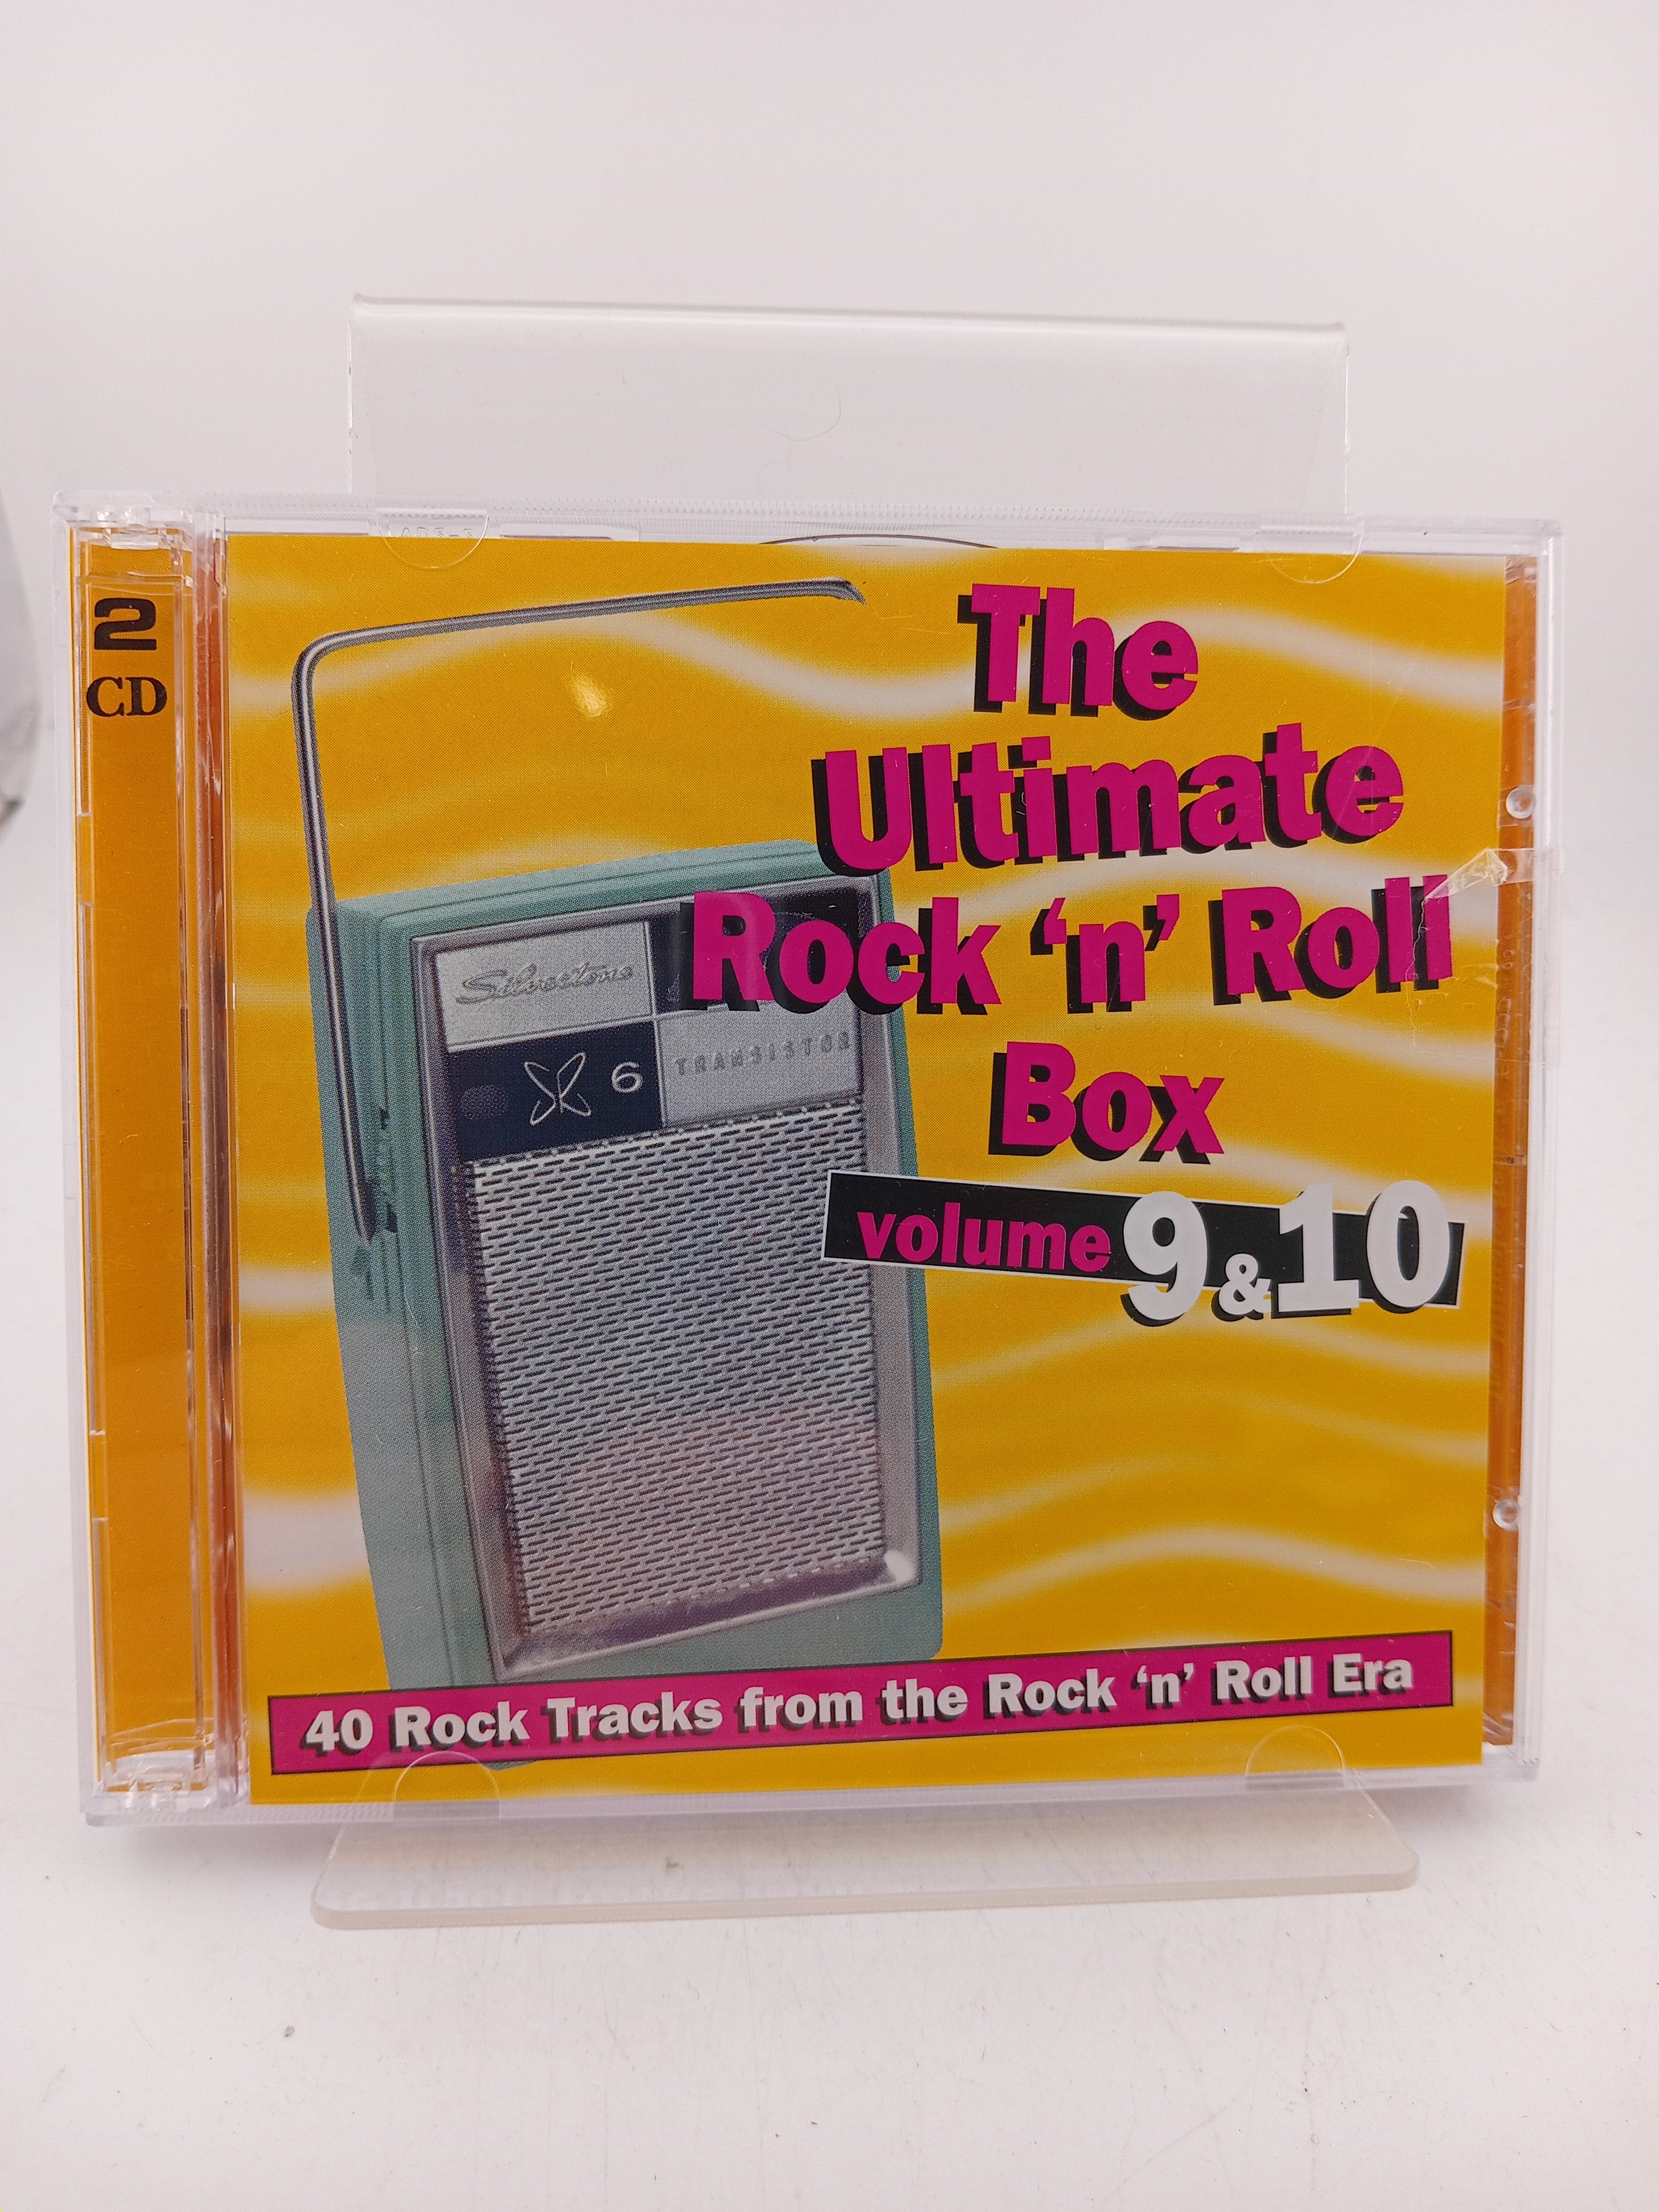 2
CD
The
Ultimate
Rock ‘n’ Roll
Box
volume 9 & 10
Silvertone
6
TRANSISTOR
40 Rock Tracks from the Rock ‘n’ Roll Era